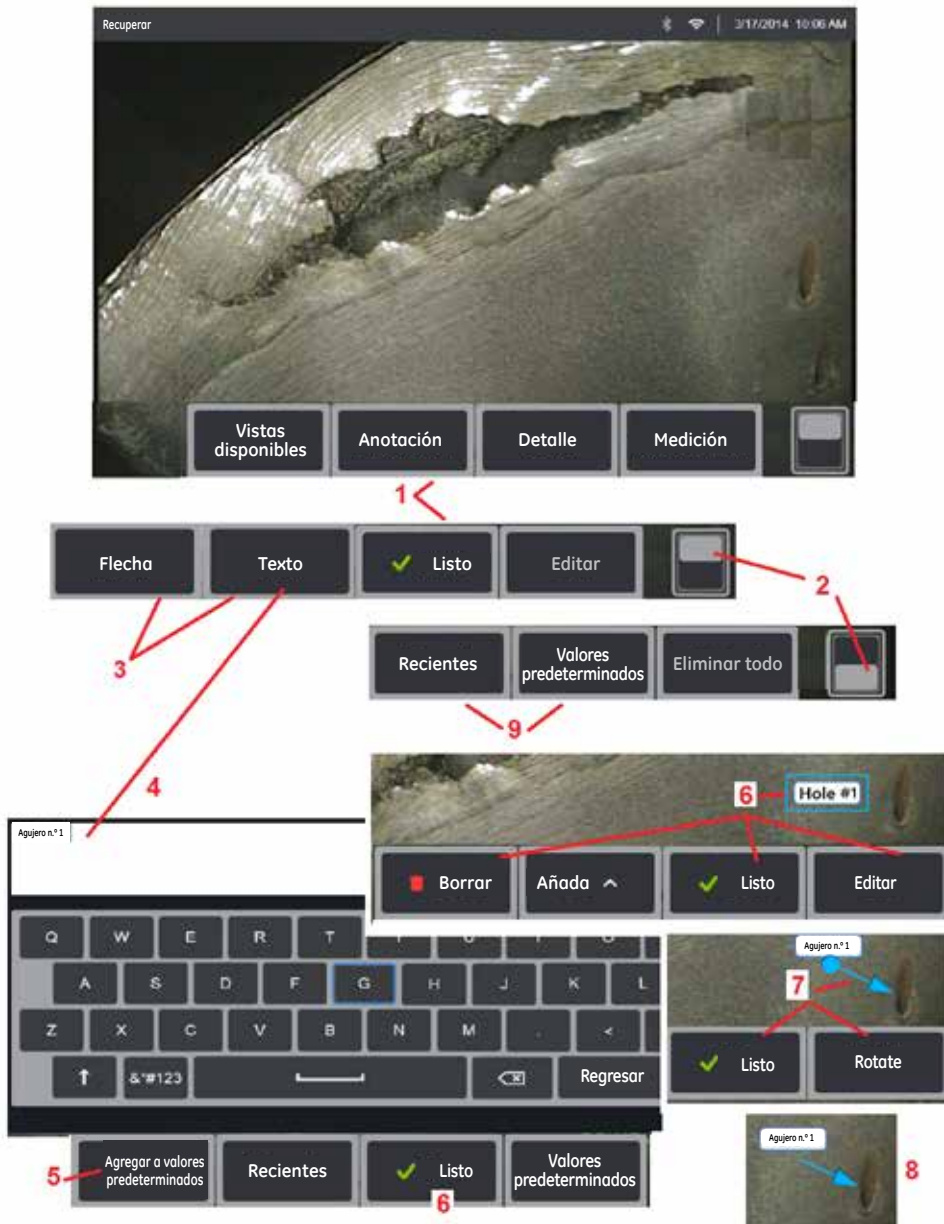 Recuperar
3/17/2014 10:06 AM
Vistas
disponibles
Anotación
Detalle
Medición
1
Flecha
Texto
Listo
Editar
2
3
Recientes
Valores
predeterminados
Eliminar todo
9
4
6
Hole #1
Agujero n.º 1
Borrar
Añada
Listo
Editar
Q W E R T
A S D F G H J K L
Z X C V B N M . <
&*#123
Regresar
Agujero n.º 1
7
Listo
Rotate
5
Agregar a valores
predeterminados
Recientes
Listo
6
Valores
predeterminados
Agujero n.º 1
8